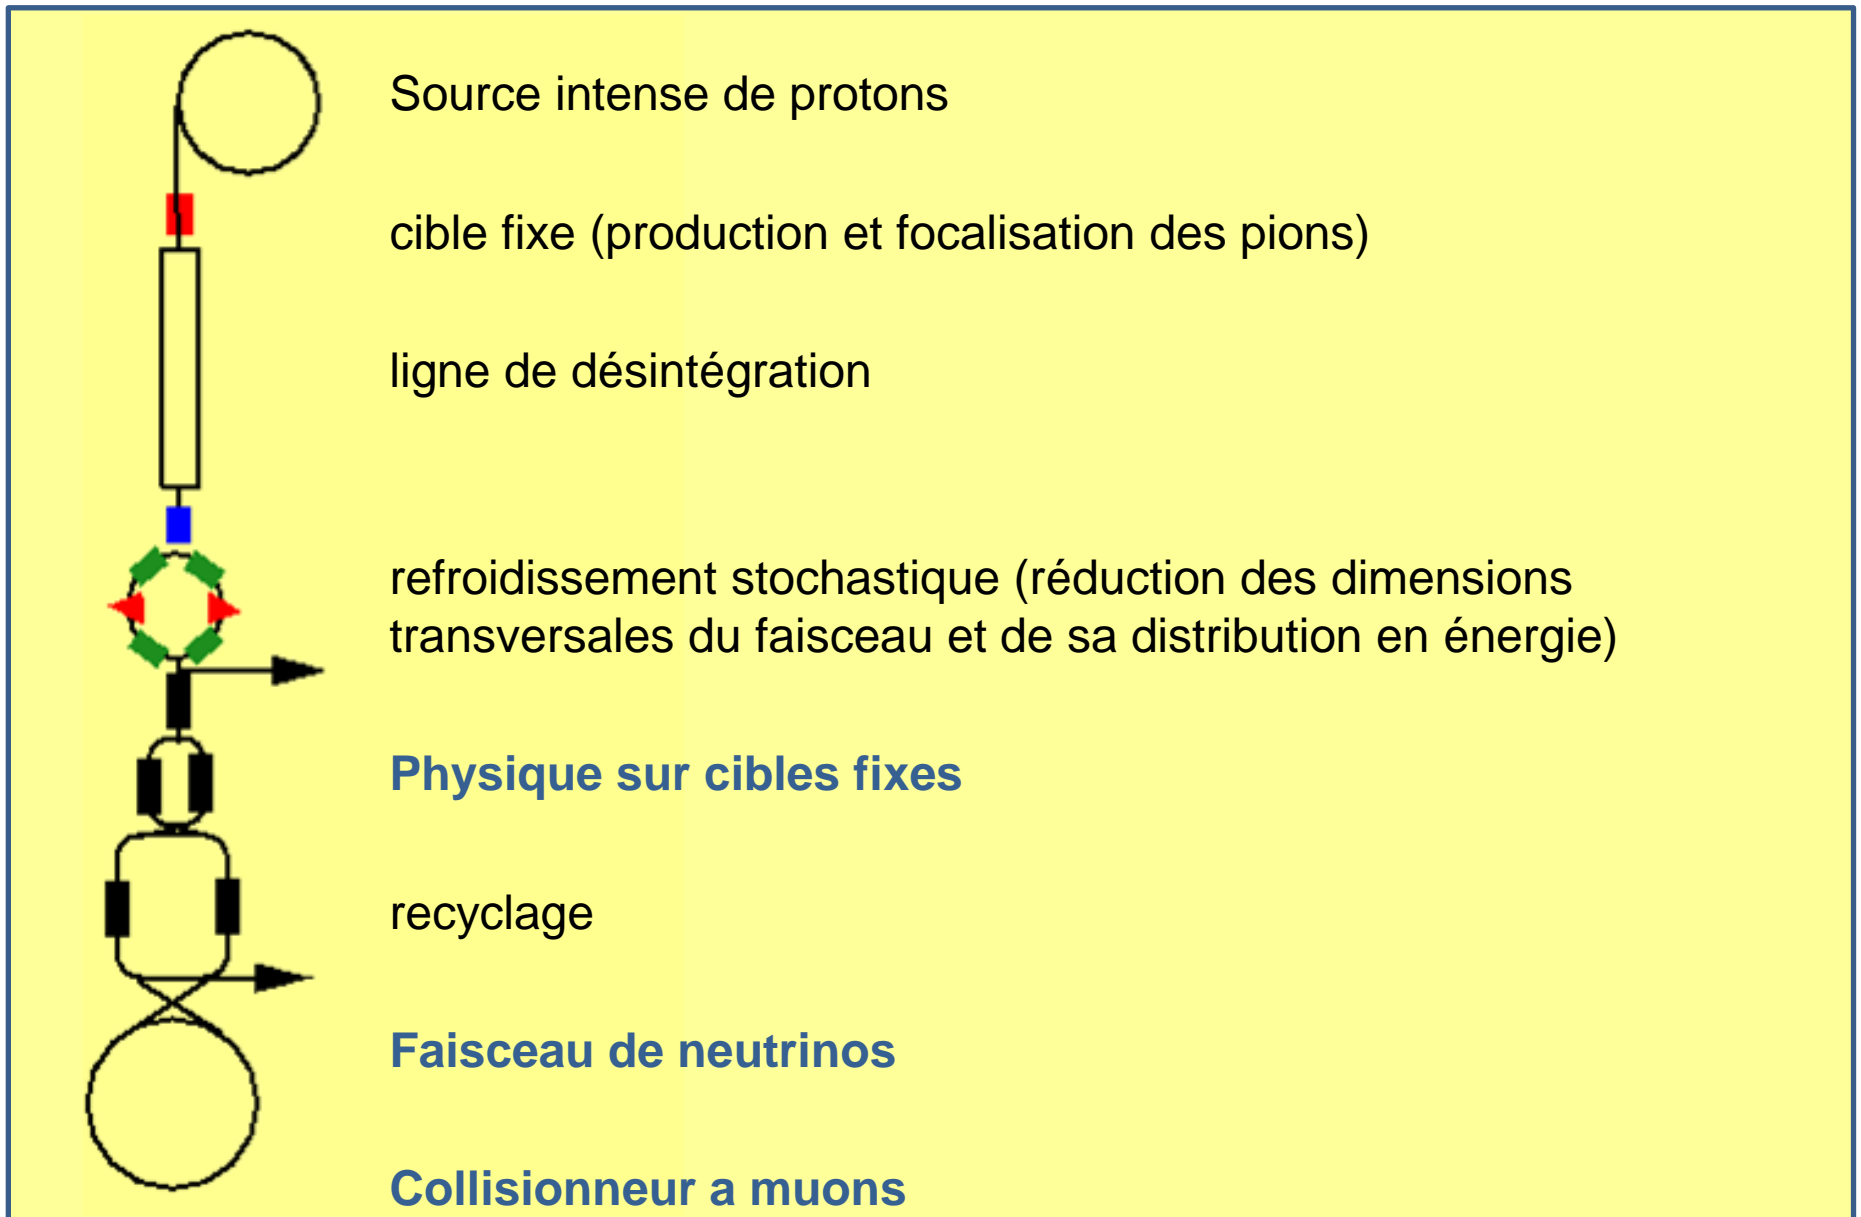 Source intense de protons
cible fixe (production et focalisation des pions)
ligne de désintégration
refroidissement stochastique (réduction des dimensions
transversales du faisceau et de sa distribution en énergie)
Physique sur cibles fixes
recyclage
Faisceau de neutrinos
Collisionneur a muons